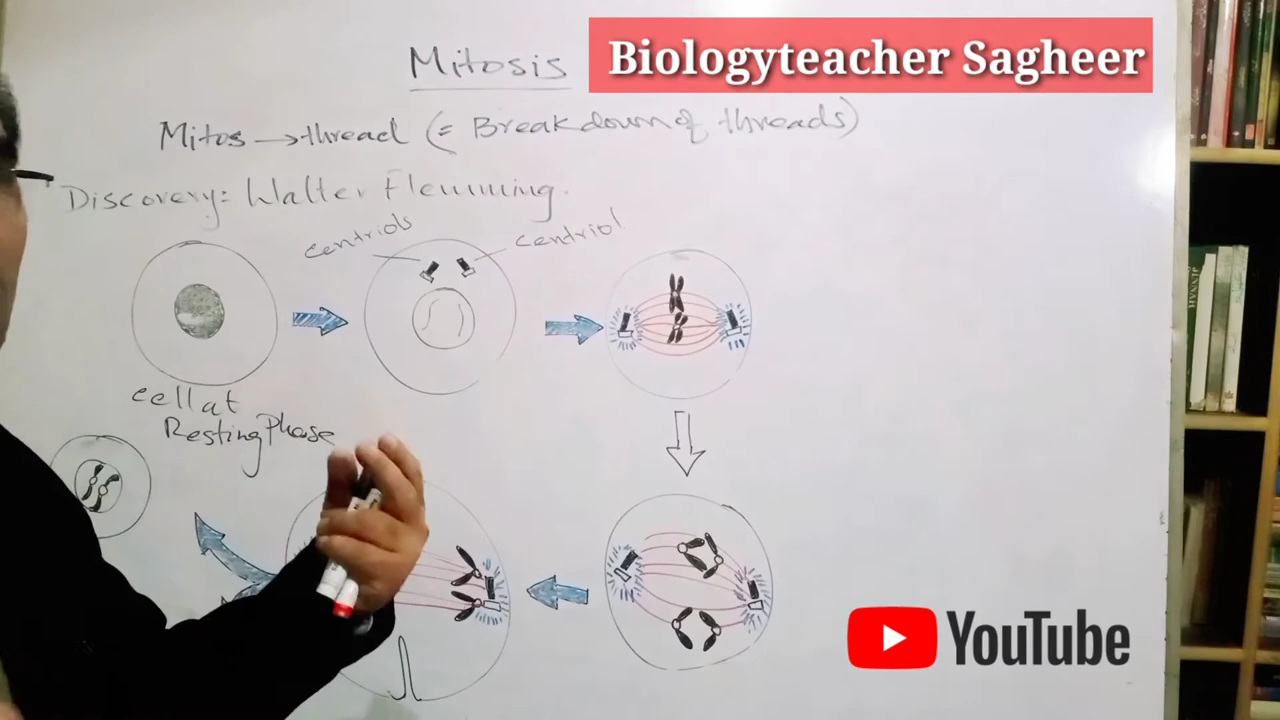 Mitosis
Biologyteacher Sagheer
Mitos → thread (= Breakdown of threads)
Discovery: Walter Flemming.
centriols
centriol
cell at
Resting Phase
YouTube